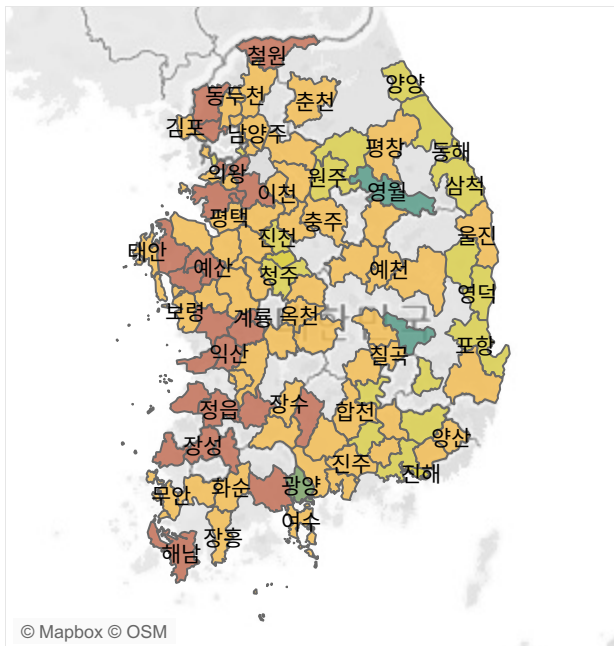 철원
양양
동두천
춘천
김포
남양주
평창
동해
의왕
이천
원주
영월
삼척
평택
충주
진천
울진
태안
예산
청주
예천
영덕
보령
계룡
옥천
대한민국
익산
칠곡
포항
정읍
장수
합천
양산
장성
진주
진해
무안
화순
광양
여수
해남
장흥
© Mapbox © OSM